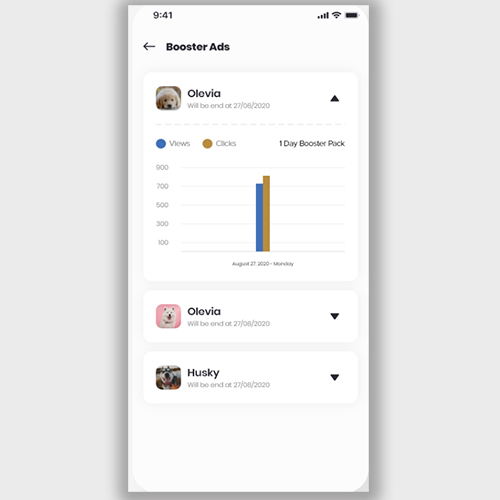 9:41
Booster Ads
Olevia
Will be end at 27/08/2020
Views Clicks 1 Day Booster Pack
900
700
500
300
100
August 27, 2020 - Monday
Olevia
Will be end at 27/08/2020
Husky
Will be end at 27/08/2020